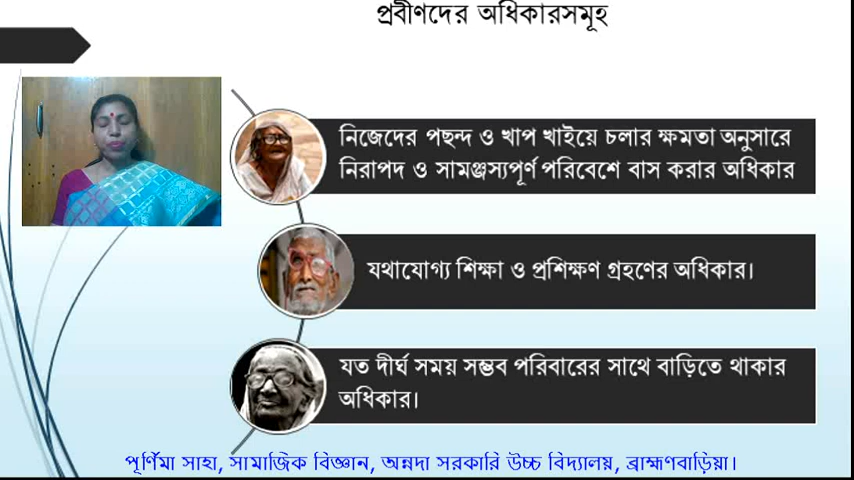 প্রবীণদের অধিকারসমূহ
নিজেদের পছন্দ ও খাপ খাইয়ে চলার ক্ষমতা অনুসারে
নিরাপদ ও সামঞ্জস্যপূর্ণ পরিবেশে বাস করার অধিকার
যথাযোগ্য শিক্ষা ও প্রশিক্ষণ গ্রহণের অধিকার।
যত দীর্ঘ সময় সম্ভব পরিবারের সাথে বাড়িতে থাকার
অধিকার।
পূর্ণিমা সাহা, সামাজিক বিজ্ঞান, অন্নদা সরকারি উচ্চ বিদ্যালয়, ব্রাহ্মণবাড়িয়া।